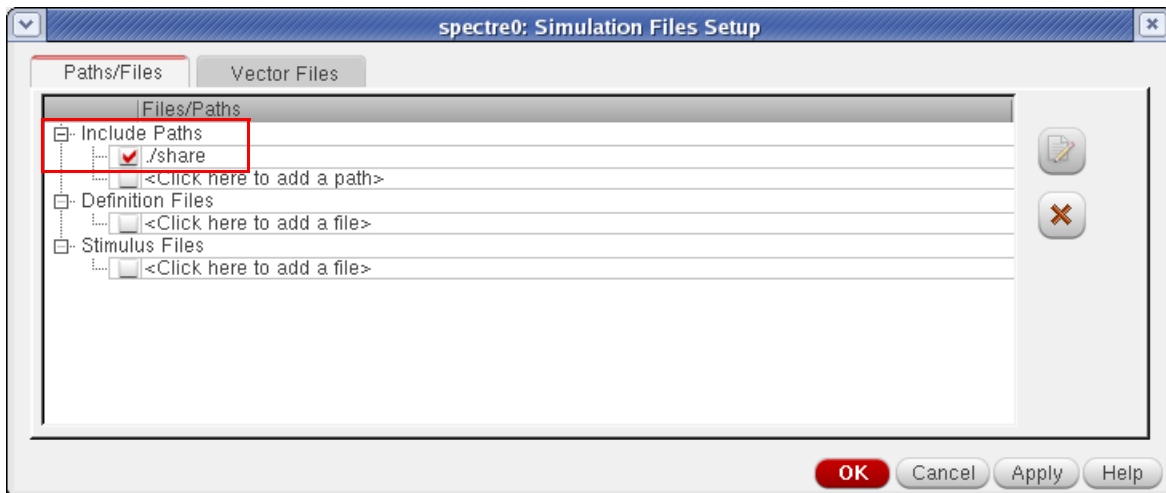 spectre0: Simulation Files Setup
Paths/Files
Vector Files
Files/Paths
Include Paths
./share
<Click here to add a path>
Definition Files
<Click here to add a file>
Stimulus Files
<Click here to add a file>
OK
Cancel
Apply
Help